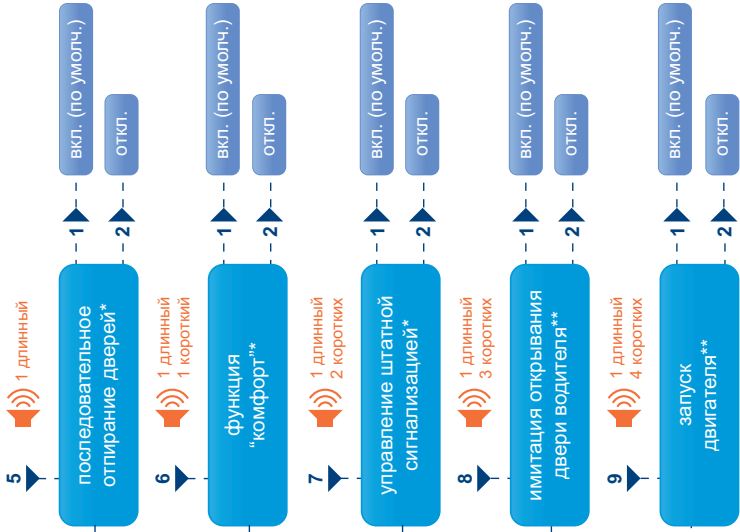 5
1 длинный
последовательное
отпирание дверей*
1
вкл. (по умолч.)
2
откл.
6
1 длинный
1 короткий
функция
“комфорт”*
1
вкл. (по умолч.)
2
откл.
7
1 длинный
2 коротких
управление штатной
сигнализацией*
1
вкл. (по умолч.)
2
откл.
8
1 длинный
3 коротких
имитация открывания
двери водителя**
1
вкл. (по умолч.)
2
откл.
9
1 длинный
4 коротких
запуск
двигателя**
1
вкл. (по умолч.)
2
откл.